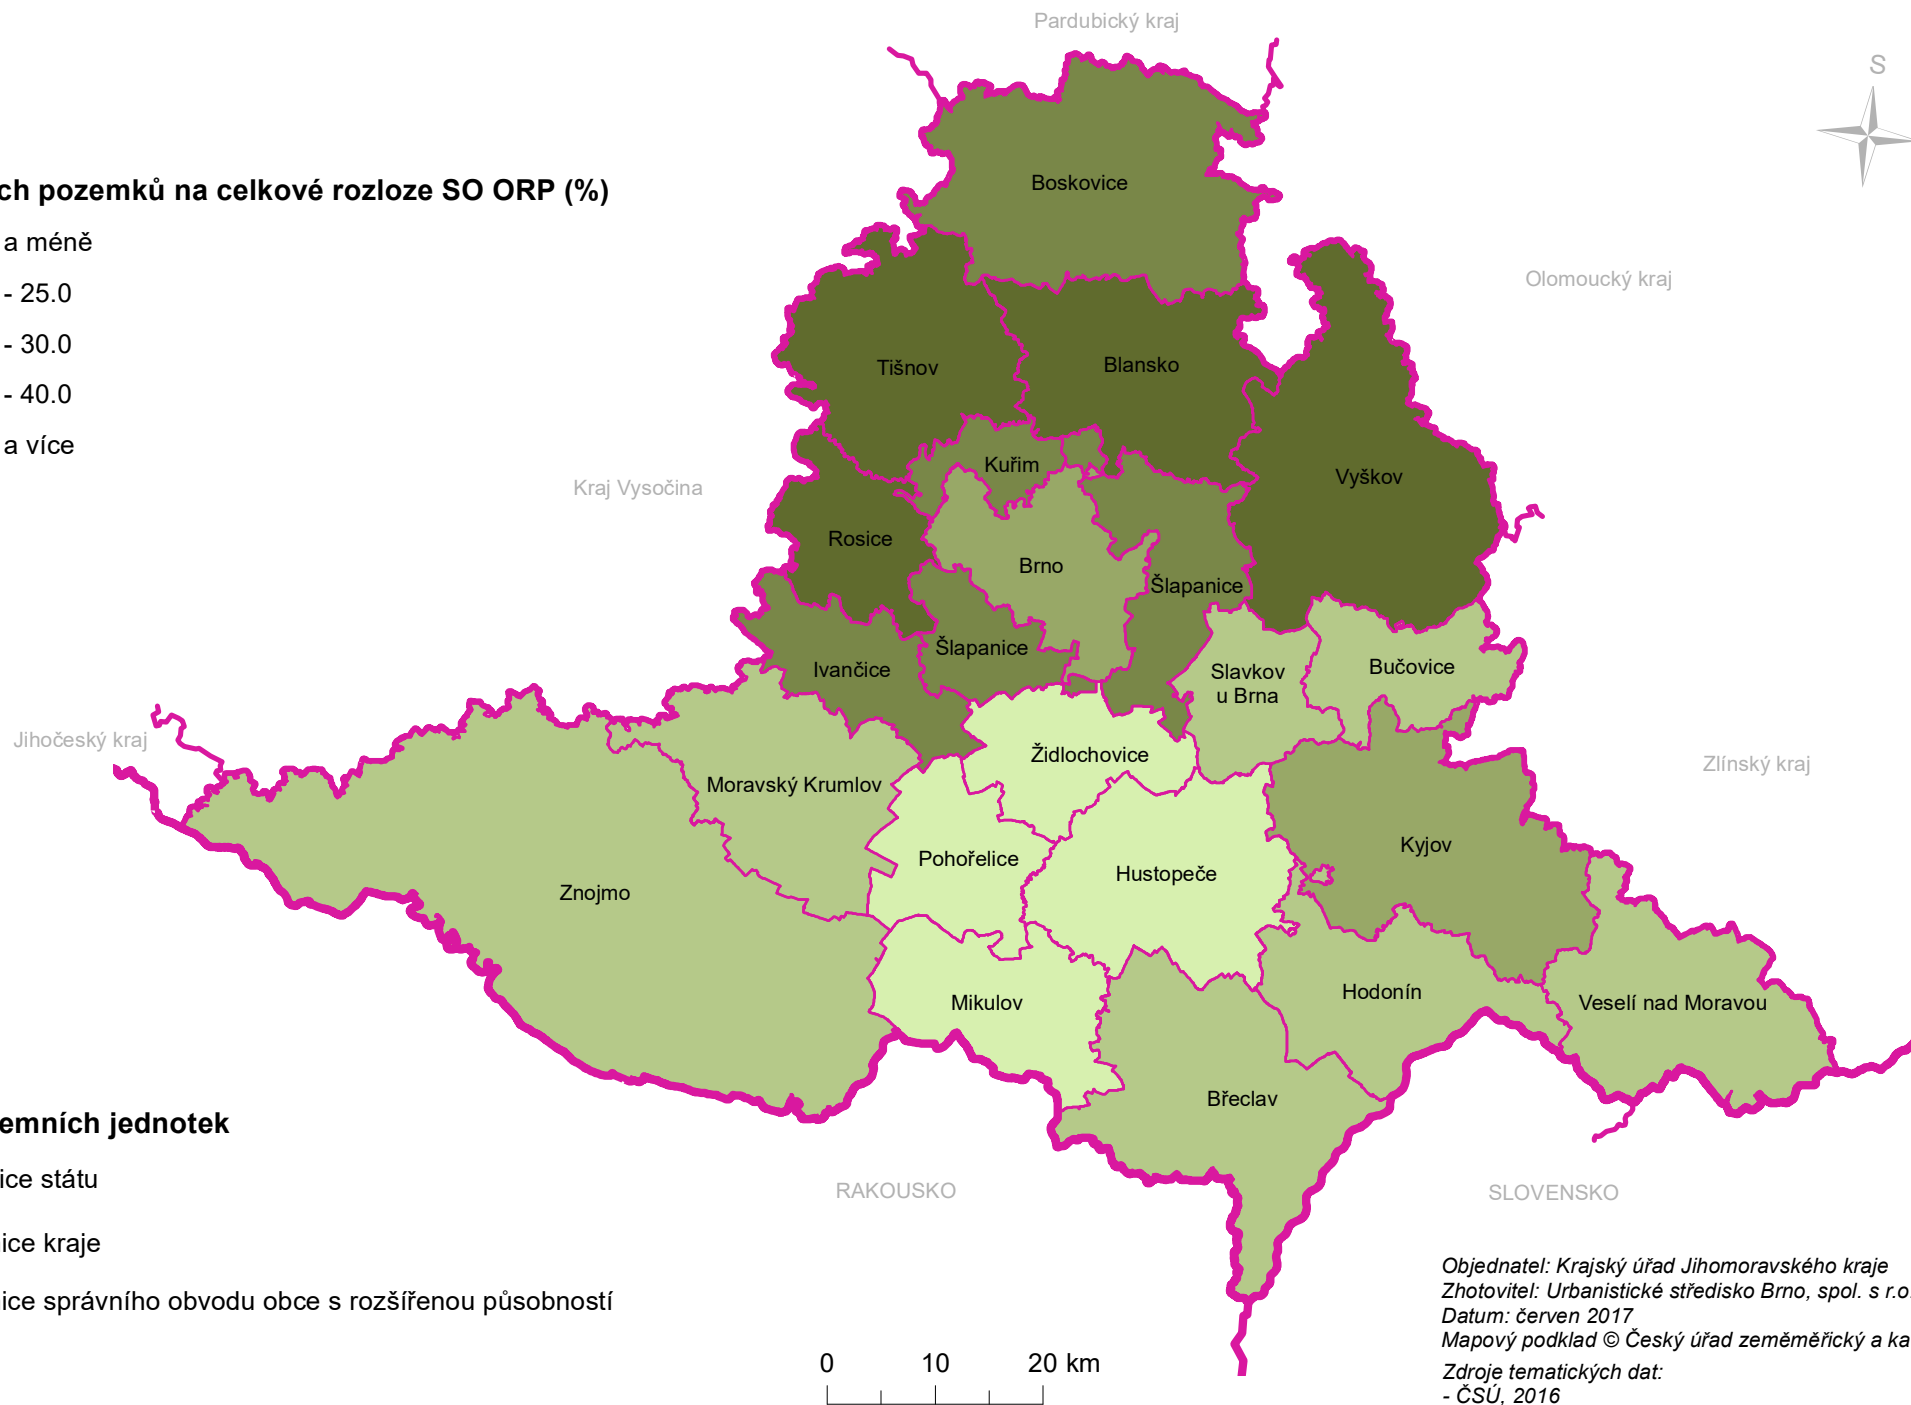 Pardubický kraj
S
ch pozemků na celkové rozloze SO ORP (%)
a méně
- 25.0
- 30.0
- 40.0
a více
Boskovice
Olomoucký kraj
Tišnov
Blansko
Kuřim
Vyškov
Kraj Vysočina
Rosice
Brno
Šlapanice
Šlapanice
Ivančice
Slavkov
u Brna
Bučovice
Jihočeský kraj
Židlochovice
Zlínský kraj
Moravský Krumlov
Pohořelice
Hustopeče
Kyjov
Znojmo
Mikulov
Hodonín
Veselí nad Moravou
Břeclav
emních jednotek
ice státu
ice kraje
ice správního obvodu obce s rozšířenou působností
RAKOUSKO
SLOVENSKO
0 10 20 km
Objednatel: Krajský úřad Jihomoravského kraje
Zhotovitel: Urbanistické středisko Brno, spol. s r.o.
Datum: červen 2017
Mapový podklad © Český úřad zeměměřický a ka
Zdroje tematických dat:
- ČSÚ, 2016